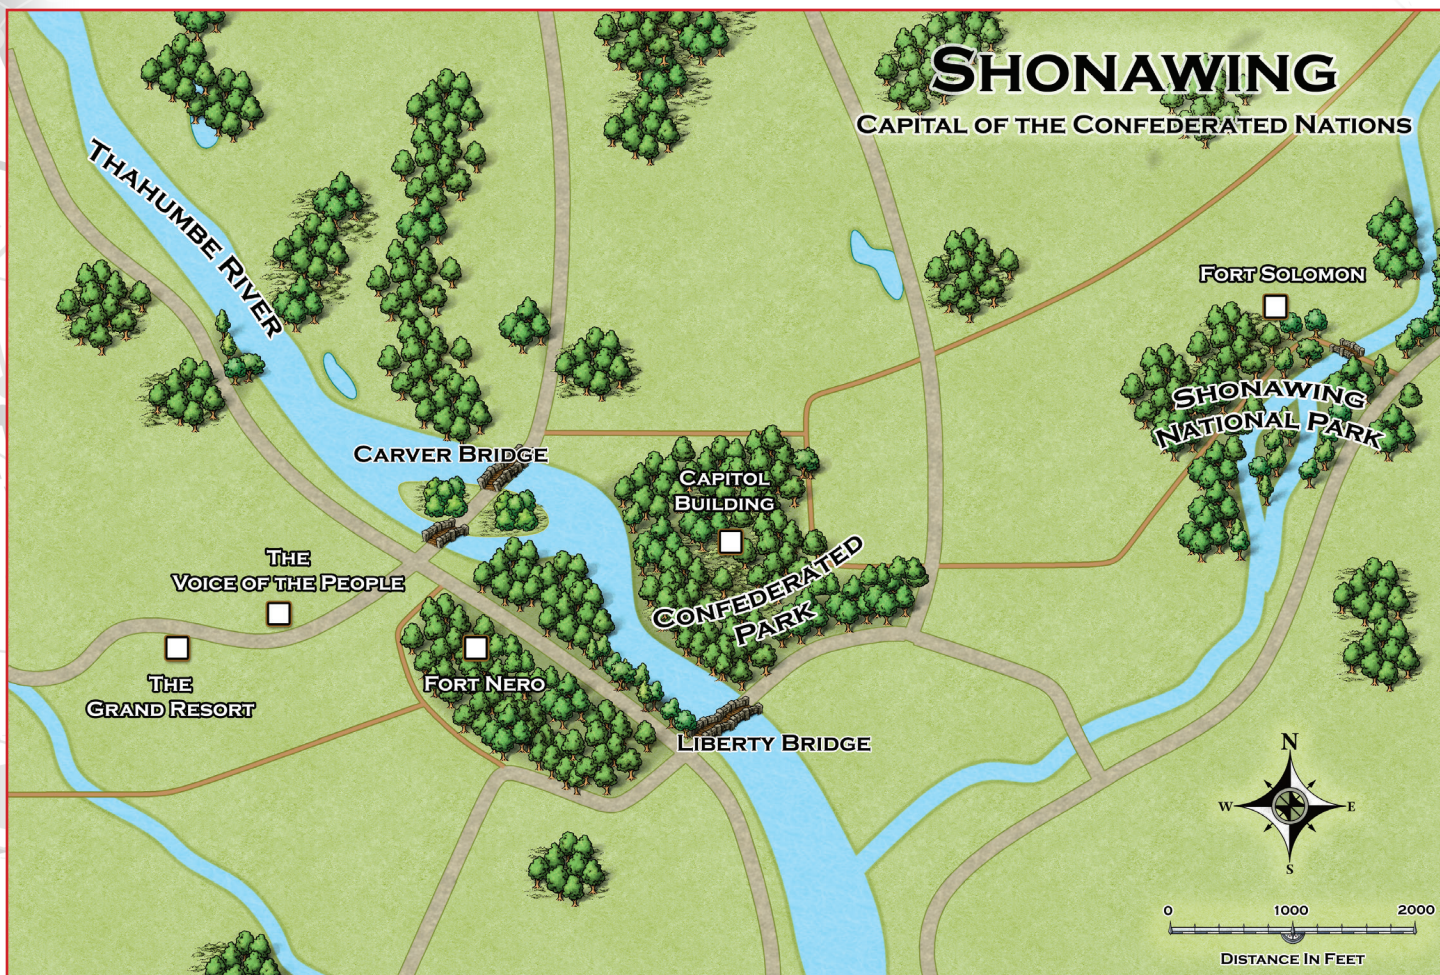 SHONAWING
CAPITAL OF THE CONFEDERATED NATIONS
THAHUMBE RIVER
FORT SOLOMON
SHONAWING
NATIONAL PARK
CARVER BRIDGE
CAPITOL
BUILDING
CONFEDERATED
PARK
THE
VOICE OF THE PEOPLE
THE
GRAND RESORT
FORT NERO
LIBERTY BRIDGE
N
W E
S
0 1000 2000
DISTANCE IN FEET